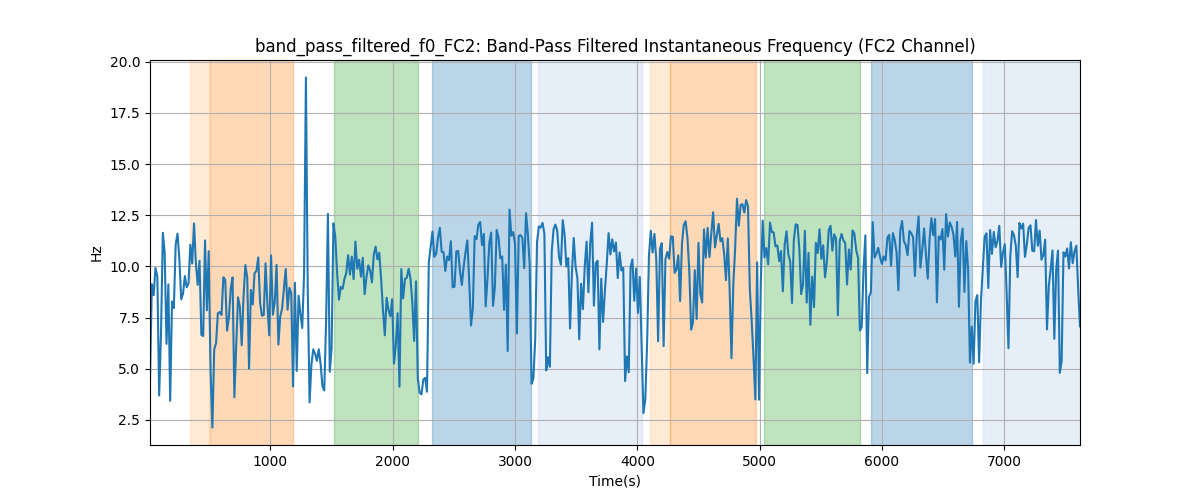 band_pass_filtered_f0_FC2: Band-Pass Filtered Instantaneous Frequency (FC2 Channel)
20.0
17.5
15.0
12.5
10.0
7.5
5.0
2.5
Hz
1000 2000 3000 4000 5000 6000 7000
Time(s)